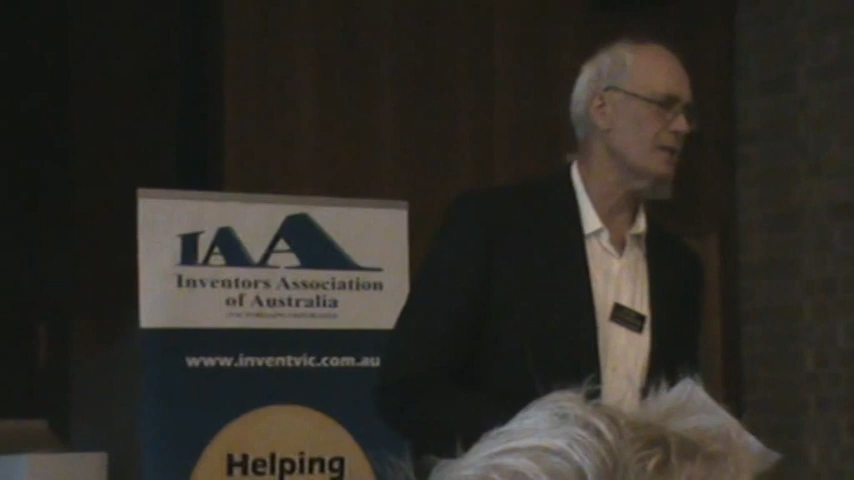 IAA
Inventors Association
of Australia
www.inventvic.com.au
Helping